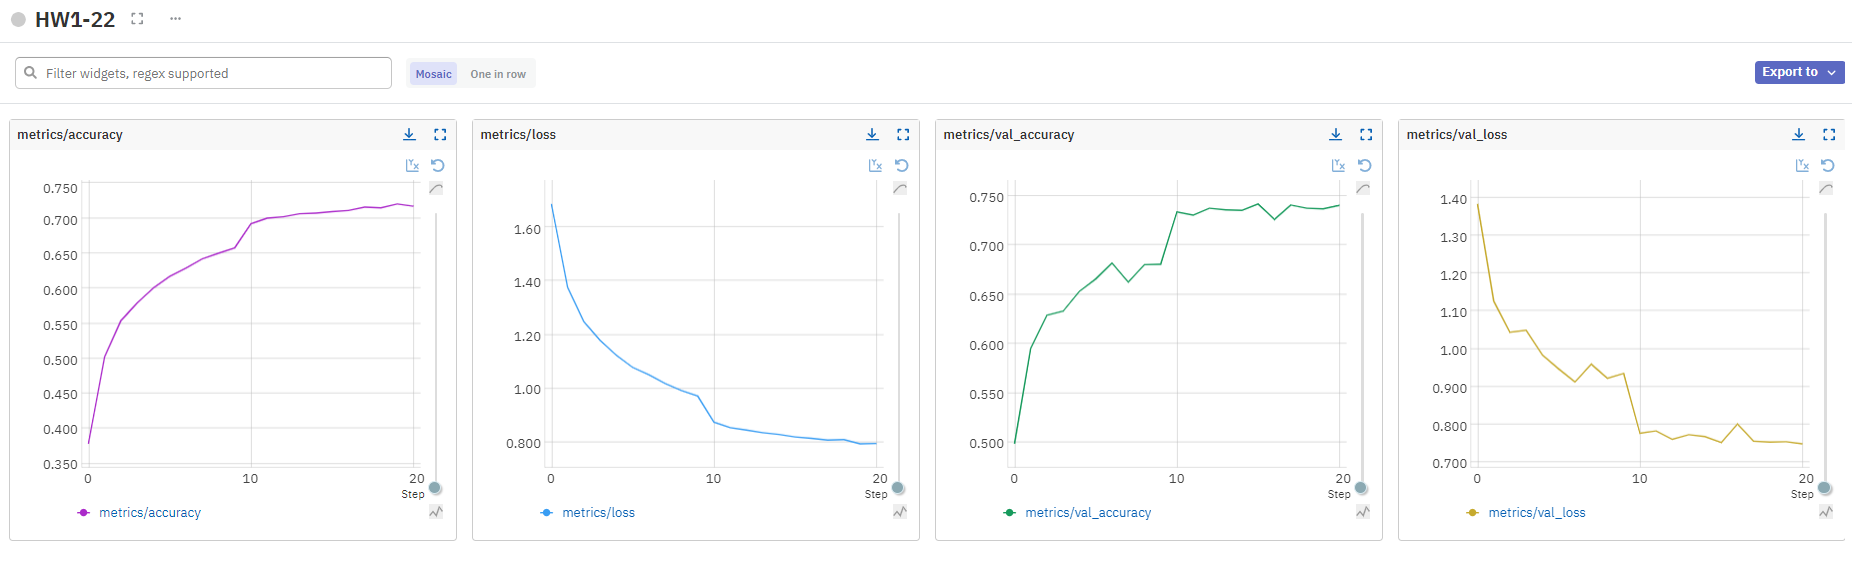 HW1-22
Filter widgets, regex supported
Mosaic
One in row
Export to
metrics/accuracy
0.750
0.700
0.650
0.600
0.550
0.500
0.450
0.400
0.350
0
10
20
Step
metrics/accuracy
metrics/loss
1.60
1.40
1.20
1.00
0.800
0
10
20
Step
metrics/loss
metrics/val_accuracy
0.750
0.700
0.650
0.600
0.550
0.500
0
10
20
Step
metrics/val_accuracy
metrics/val_loss
1.40
1.30
1.20
1.10
1.00
0.900
0.800
0.700
0
10
20
Step
metrics/val_loss